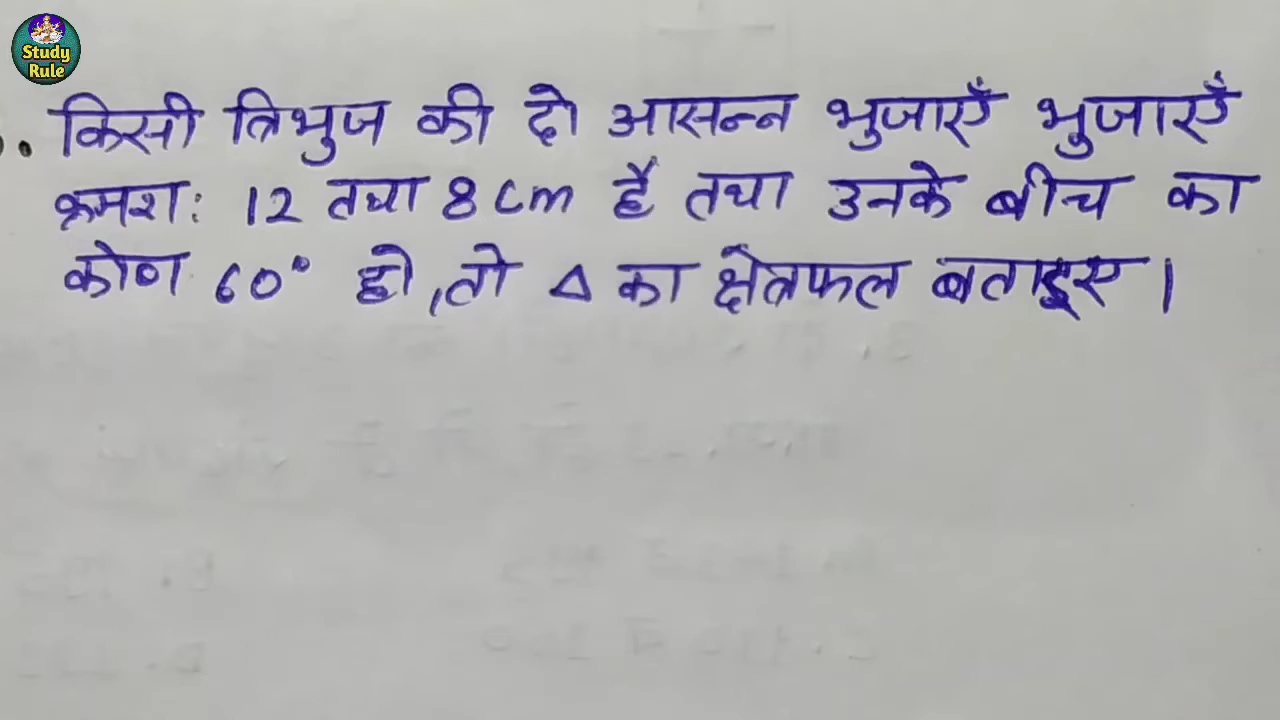 Study
Rule
किसी त्रिभुज की दो आसन्न भुजाएँ भुजाएँ
क्रमशः 12 तथा 8 cm है तथा उनके बीच का
कोण 60° हो, तो Δ का क्षेत्रफल बताइए।